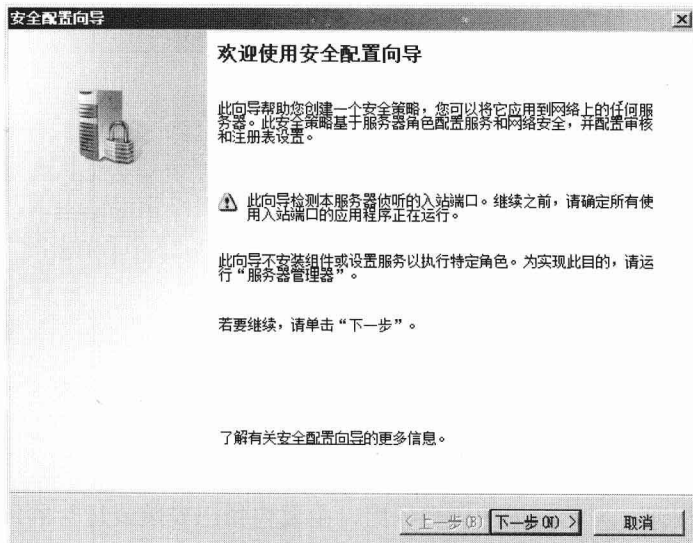 安全配置向导
欢迎使用安全配置向导
此向导帮助您创建一个安全策略，您可以将它应用到网络上的任何服
务器。此安全策略基于服务器角色配置服务和网络安全，并配置审核
和注册表设置。
此向导检测本服务器侦听的入站端口。继续之前，请确定所有使
用入站端口的应用程序正在运行。
此向导不安装组件或设置服务以执行特定角色。为实现此目的，请运
行“服务器管理器”。
若要继续，请单击“下一步”。
了解有关安全配置向导的更多信息。
< 上一步(B) 下一步(N) > 取消